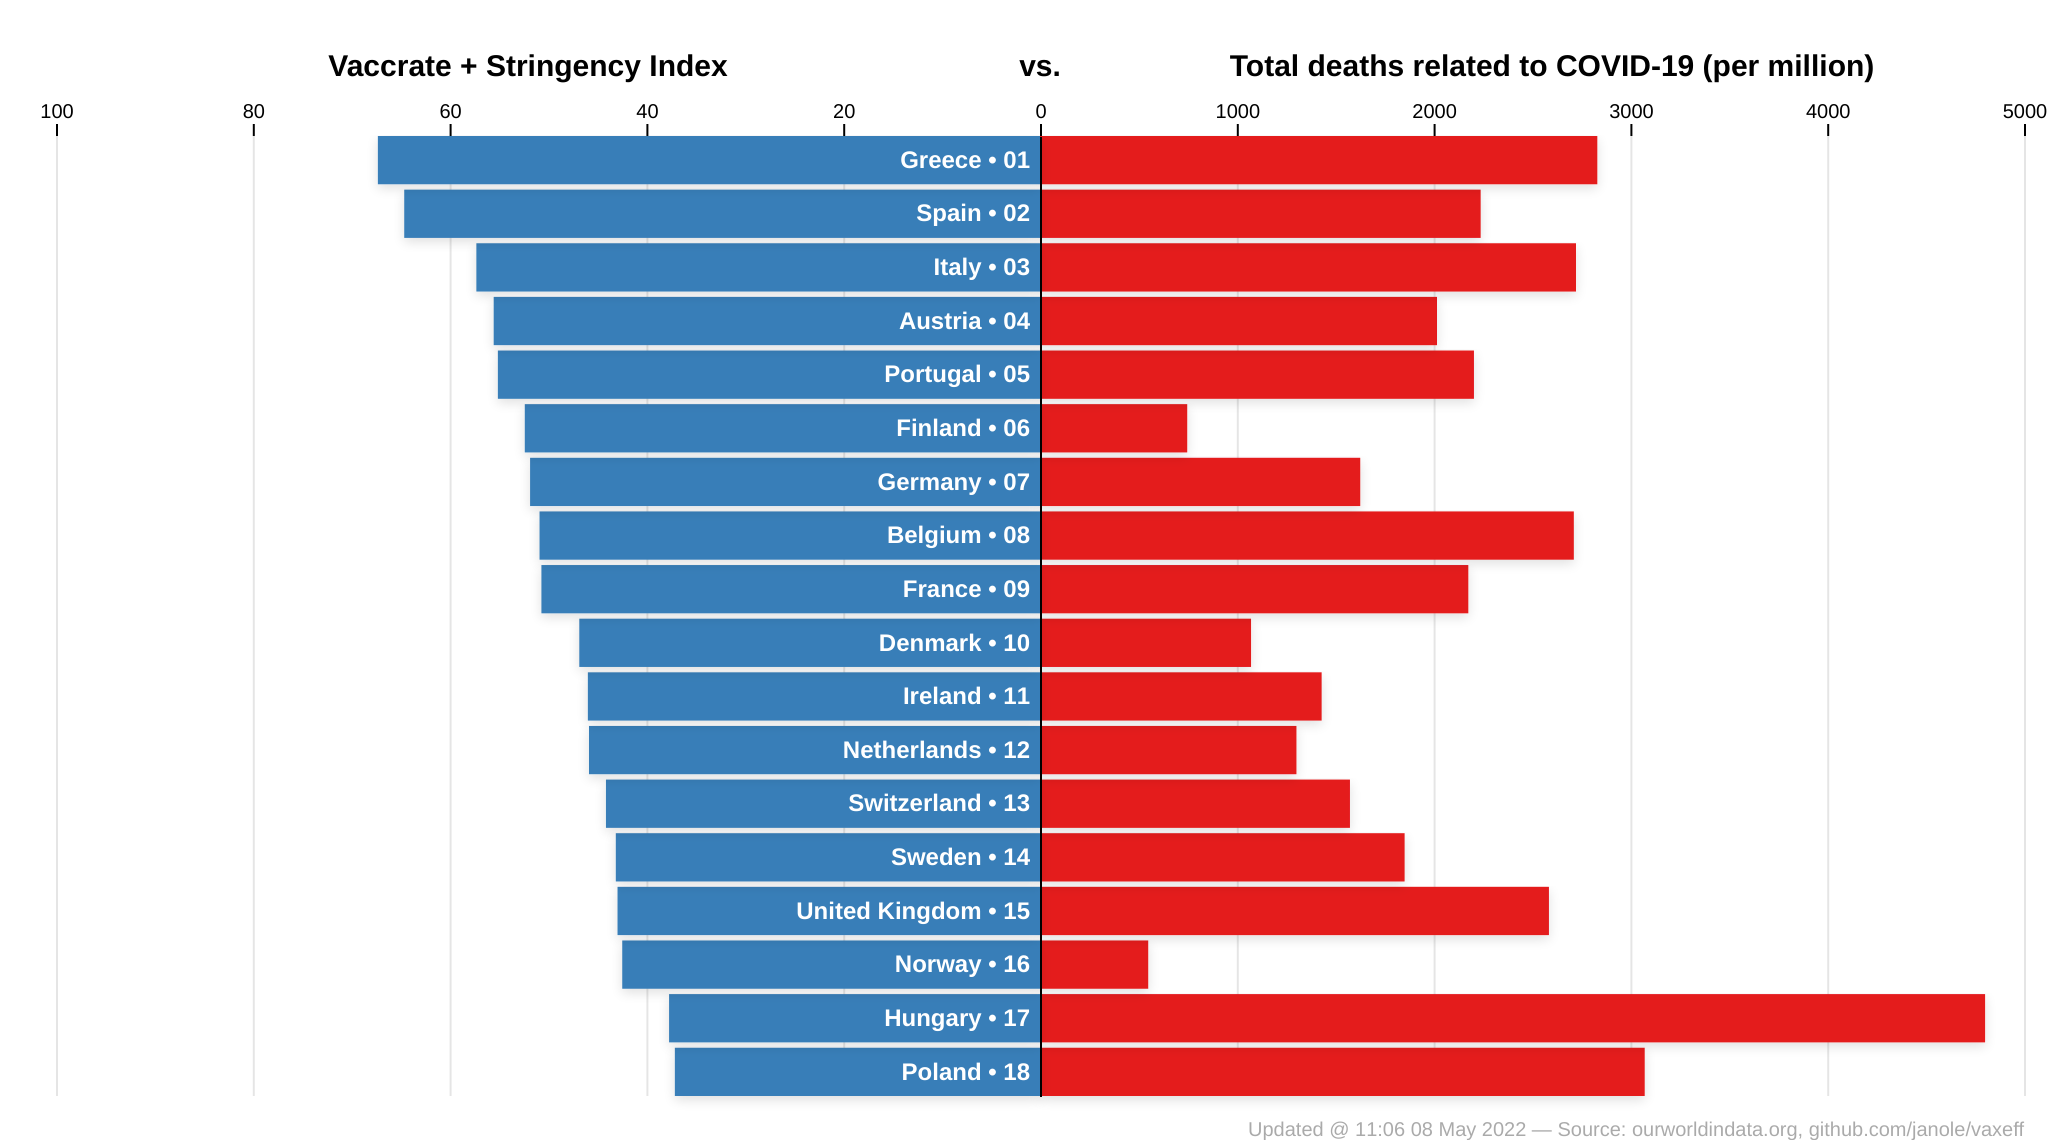 Vaccrate + Stringency Index vs. Total deaths related to COVID-19 (per million)
100 80 60 40 20 0 1000 2000 3000 4000 5000
Greece • 01
Spain • 02
Italy • 03
Austria • 04
Portugal • 05
Finland • 06
Germany • 07
Belgium • 08
France • 09
Denmark • 10
Ireland • 11
Netherlands • 12
Switzerland • 13
Sweden • 14
United Kingdom • 15
Norway • 16
Hungary • 17
Poland • 18
Updated @ 11:06 08 May 2022 — Source: ourworldindata.org, github.com/janole/vaxeff